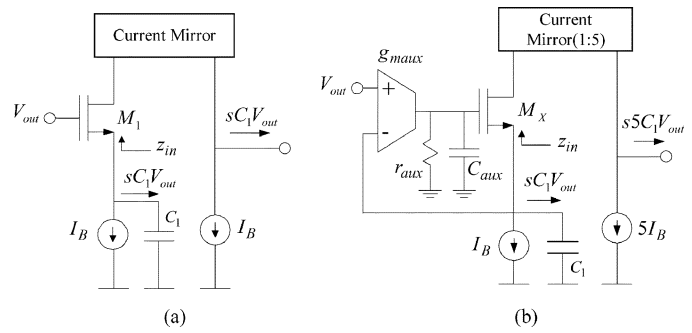 Current Mirror
V_out
M_1
z_in
sC_1V_out
sC_1V_out
I_B
C_1
I_B
(a)
Current
Mirror(1:5)
g_maux
V_out
+
-
M_X
z_in
r_aux
C_aux
sC_1V_out
s5C_1V_out
I_B
C_1
5I_B
(b)